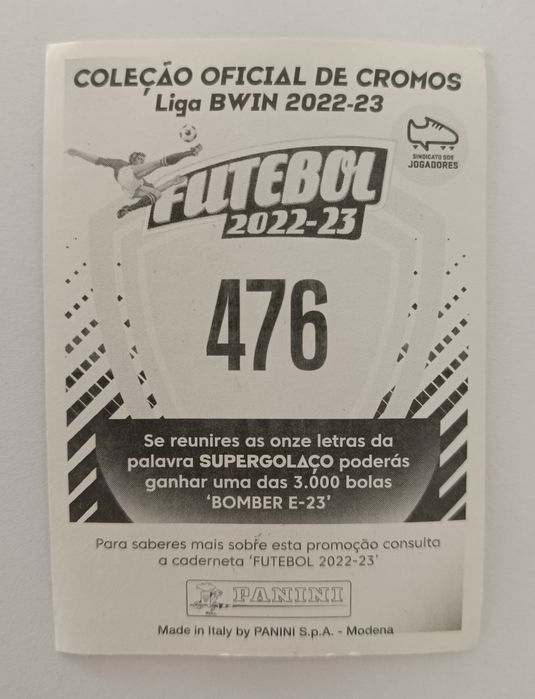 COLEÇÃO OFICIAL DE CROMOS
Liga BWIN 2022-23
SINDICATO DOS
JOGADORES
FUTEBOL
2022-23
476
Se reunires as onze letras da
palavra SUPERGOLAÇO poderás
ganhar uma das 3.000 bolas
‘BOMBER E-23’
Para saberes mais sobre esta promoção consulta
a caderneta ‘FUTEBOL 2022-23’
PANINI
Made in Italy by PANINI S.p.A. - Modena